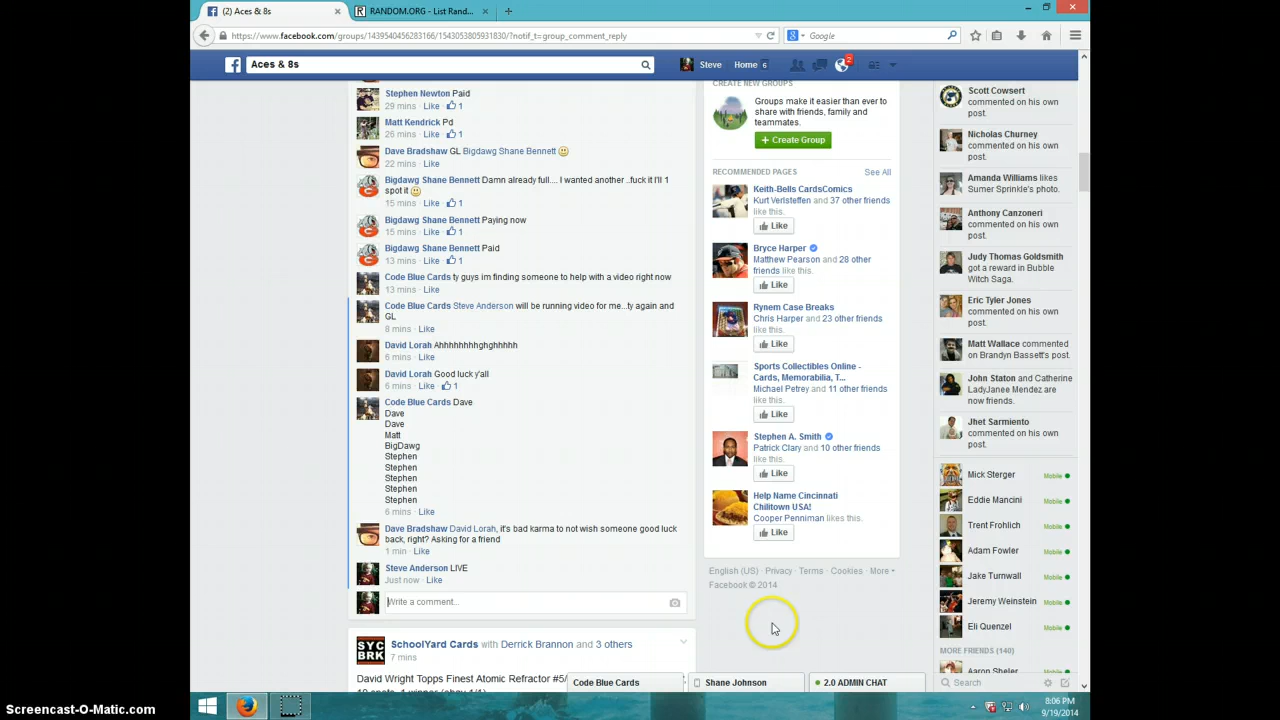 (2) Aces & 8s
RANDOM.ORG - List Rand...
https://www.facebook.com/groups/1439540456283166/1543053805931830/?notif_t=group_comment_reply
Google
Aces & 8s
Steve
Home 6
2
Stephen Newton Paid
29 mins · Like · 1
Matt Kendrick Pd
26 mins · Like · 1
Dave Bradshaw GL Bigdawg Shane Bennett
22 mins · Like
Bigdawg Shane Bennett Damn already full.... I wanted another ..fuck it I'll 1
spot it
15 mins · Like · 1
Bigdawg Shane Bennett Paying now
15 mins · Like · 1
Bigdawg Shane Bennett Paid
13 mins · Like · 1
Code Blue Cards ty guys im finding someone to help with a video right now
13 mins · Like
Code Blue Cards Steve Anderson will be running video for me...ty again and
GL
8 mins · Like
David Lorah Ahhhhhhhhghghhhhh
6 mins · Like
David Lorah Good luck y'all
6 mins · Like · 1
Code Blue Cards Dave
Dave
Dave
Matt
BigDawg
Stephen
Stephen
Stephen
Stephen
Stephen
6 mins · Like
Dave Bradshaw David Lorah, it's bad karma to not wish someone good luck
back, right? Asking for a friend
1 min · Like
Steve Anderson LIVE
Just now · Like
Write a comment...
SYC
BRK
SchoolYard Cards with Derrick Brannon and 3 others
7 mins
David Wright Topps Finest Atomic Refractor #5/
CREATE NEW GROUPS
Groups make it easier than ever to
share with friends, family and
teammates.
+ Create Group
RECOMMENDED PAGES
See All
Keith-Bells CardsComics
Kurt Verlsteffen and 37 other friends
like this.
Like
Bryce Harper
Matthew Pearson and 28 other
friends like this.
Like
Rynem Case Breaks
Chris Harper and 23 other friends
like this.
Like
Sports Collectibles Online -
Cards, Memorabilia, T...
Michael Petrey and 11 other friends
like this.
Like
Stephen A. Smith
Patrick Clary and 10 other friends
like this.
Like
Help Name Cincinnati
Chilitown USA!
Cooper Penniman likes this.
Like
English (US) · Privacy · Terms · Cookies · More
Facebook © 2014
Scott Cowsert
commented on his own
post.
Nicholas Churney
commented on his own
post.
Amanda Williams likes
Sumer Sprinkle's photo.
Anthony Canzoneri
commented on his own
post.
Judy Thomas Goldsmith
got a reward in Bubble
Witch Saga.
Eric Tyler Jones
commented on his own
post.
Matt Wallace commented
on Brandyn Bassett's post.
John Staton and Catherine
LadyJanee Mendez are
now friends.
Jhet Sarmiento
commented on his own
post.
Mick Sterger Mobile
Eddie Mancini Mobile
Trent Frohlich Mobile
Adam Fowler Mobile
Jake Turnwall Mobile
Jeremy Weinstein Mobile
Eli Quenzel Mobile
MORE FRIENDS (140)
Aaron Sheler
Code Blue Cards
Shane Johnson
2.0 ADMIN CHAT
Search
8:06 PM
9/19/2014
Screencast-O-Matic.com